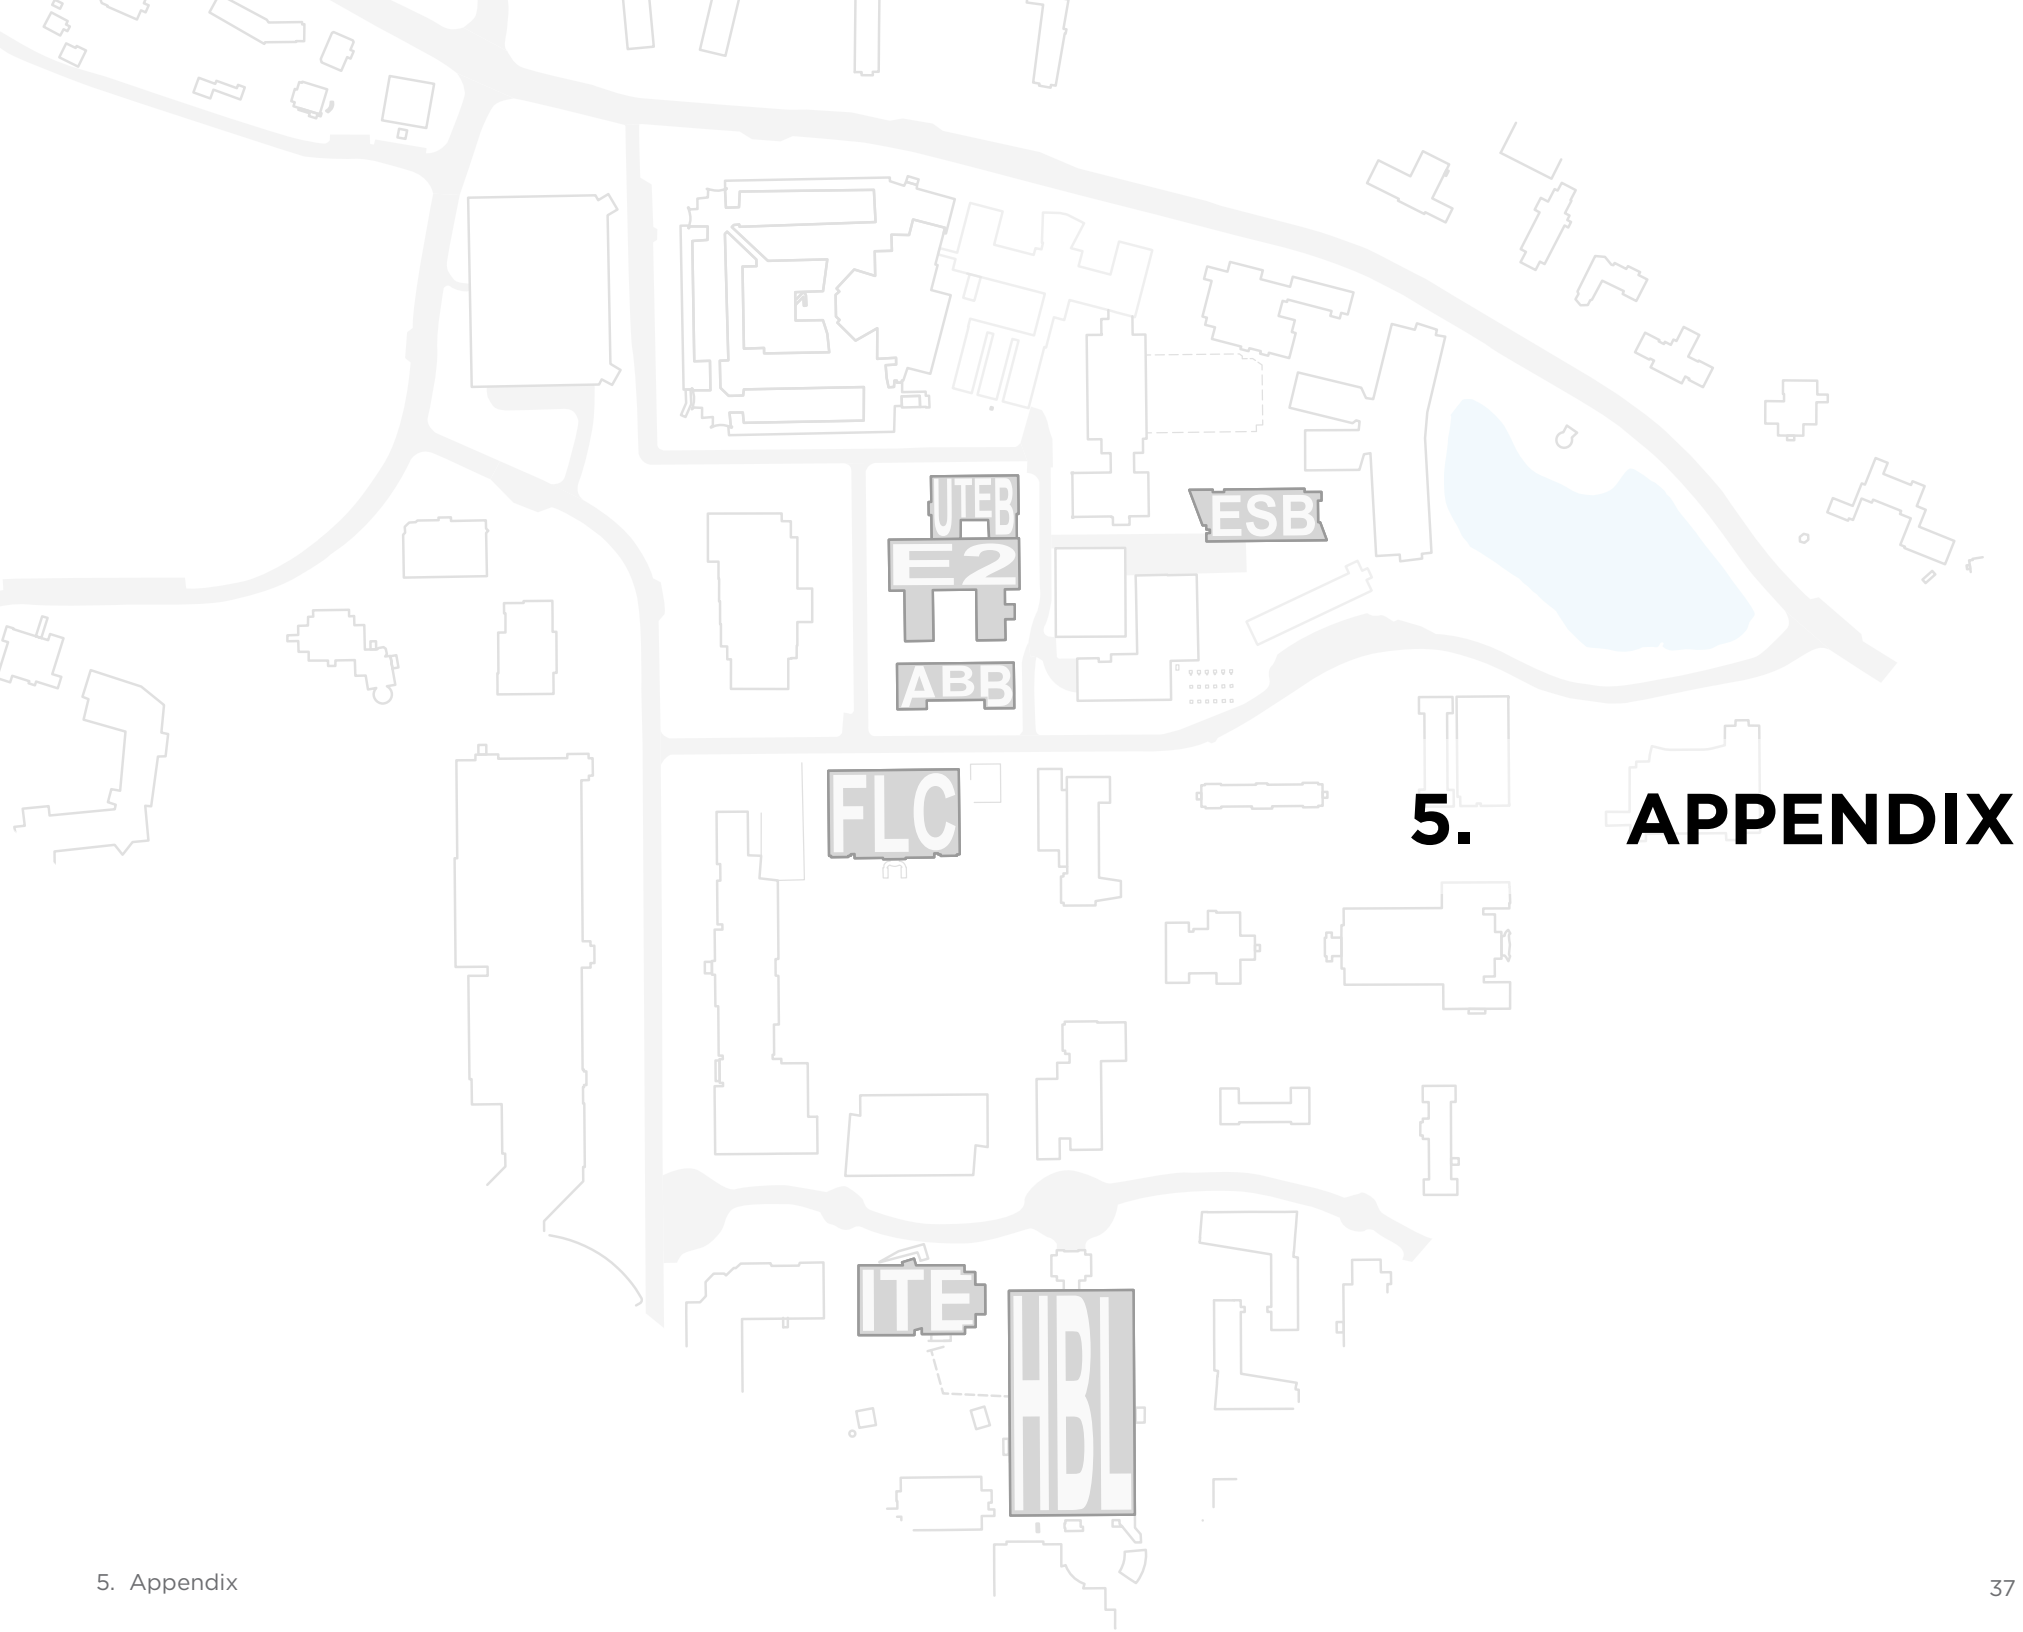 UTEB
ESB
E2
ABB
FLC
5. APPENDIX
ITE
HBL
5. Appendix
37